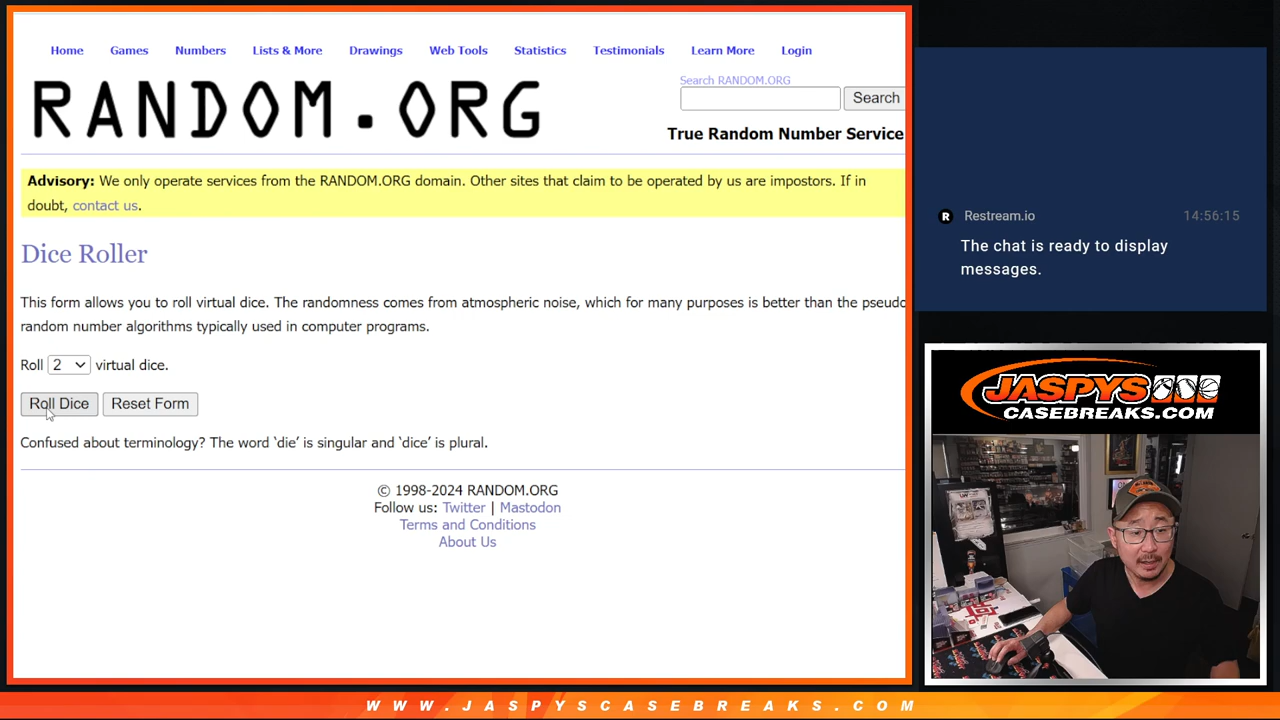 Home Games Numbers Lists & More Drawings Web Tools Statistics Testimonials Learn More Login
RANDOM.ORG
Search RANDOM.ORG
Search
True Random Number Service
Advisory: We only operate services from the RANDOM.ORG domain. Other sites that claim to be operated by us are impostors. If in
doubt, contact us.
Dice Roller
This form allows you to roll virtual dice. The randomness comes from atmospheric noise, which for many purposes is better than the pseudo
random number algorithms typically used in computer programs.
Roll 2 virtual dice.
Roll Dice Reset Form
Confused about terminology? The word ‘die’ is singular and ‘dice’ is plural.
© 1998-2024 RANDOM.ORG
Follow us: Twitter | Mastodon
Terms and Conditions
About Us
R Restream.io 14:56:15
The chat is ready to display
messages.
JASPYS
CASEBREAKS.COM
WWW.JASPYSCASEBREAKS.COM